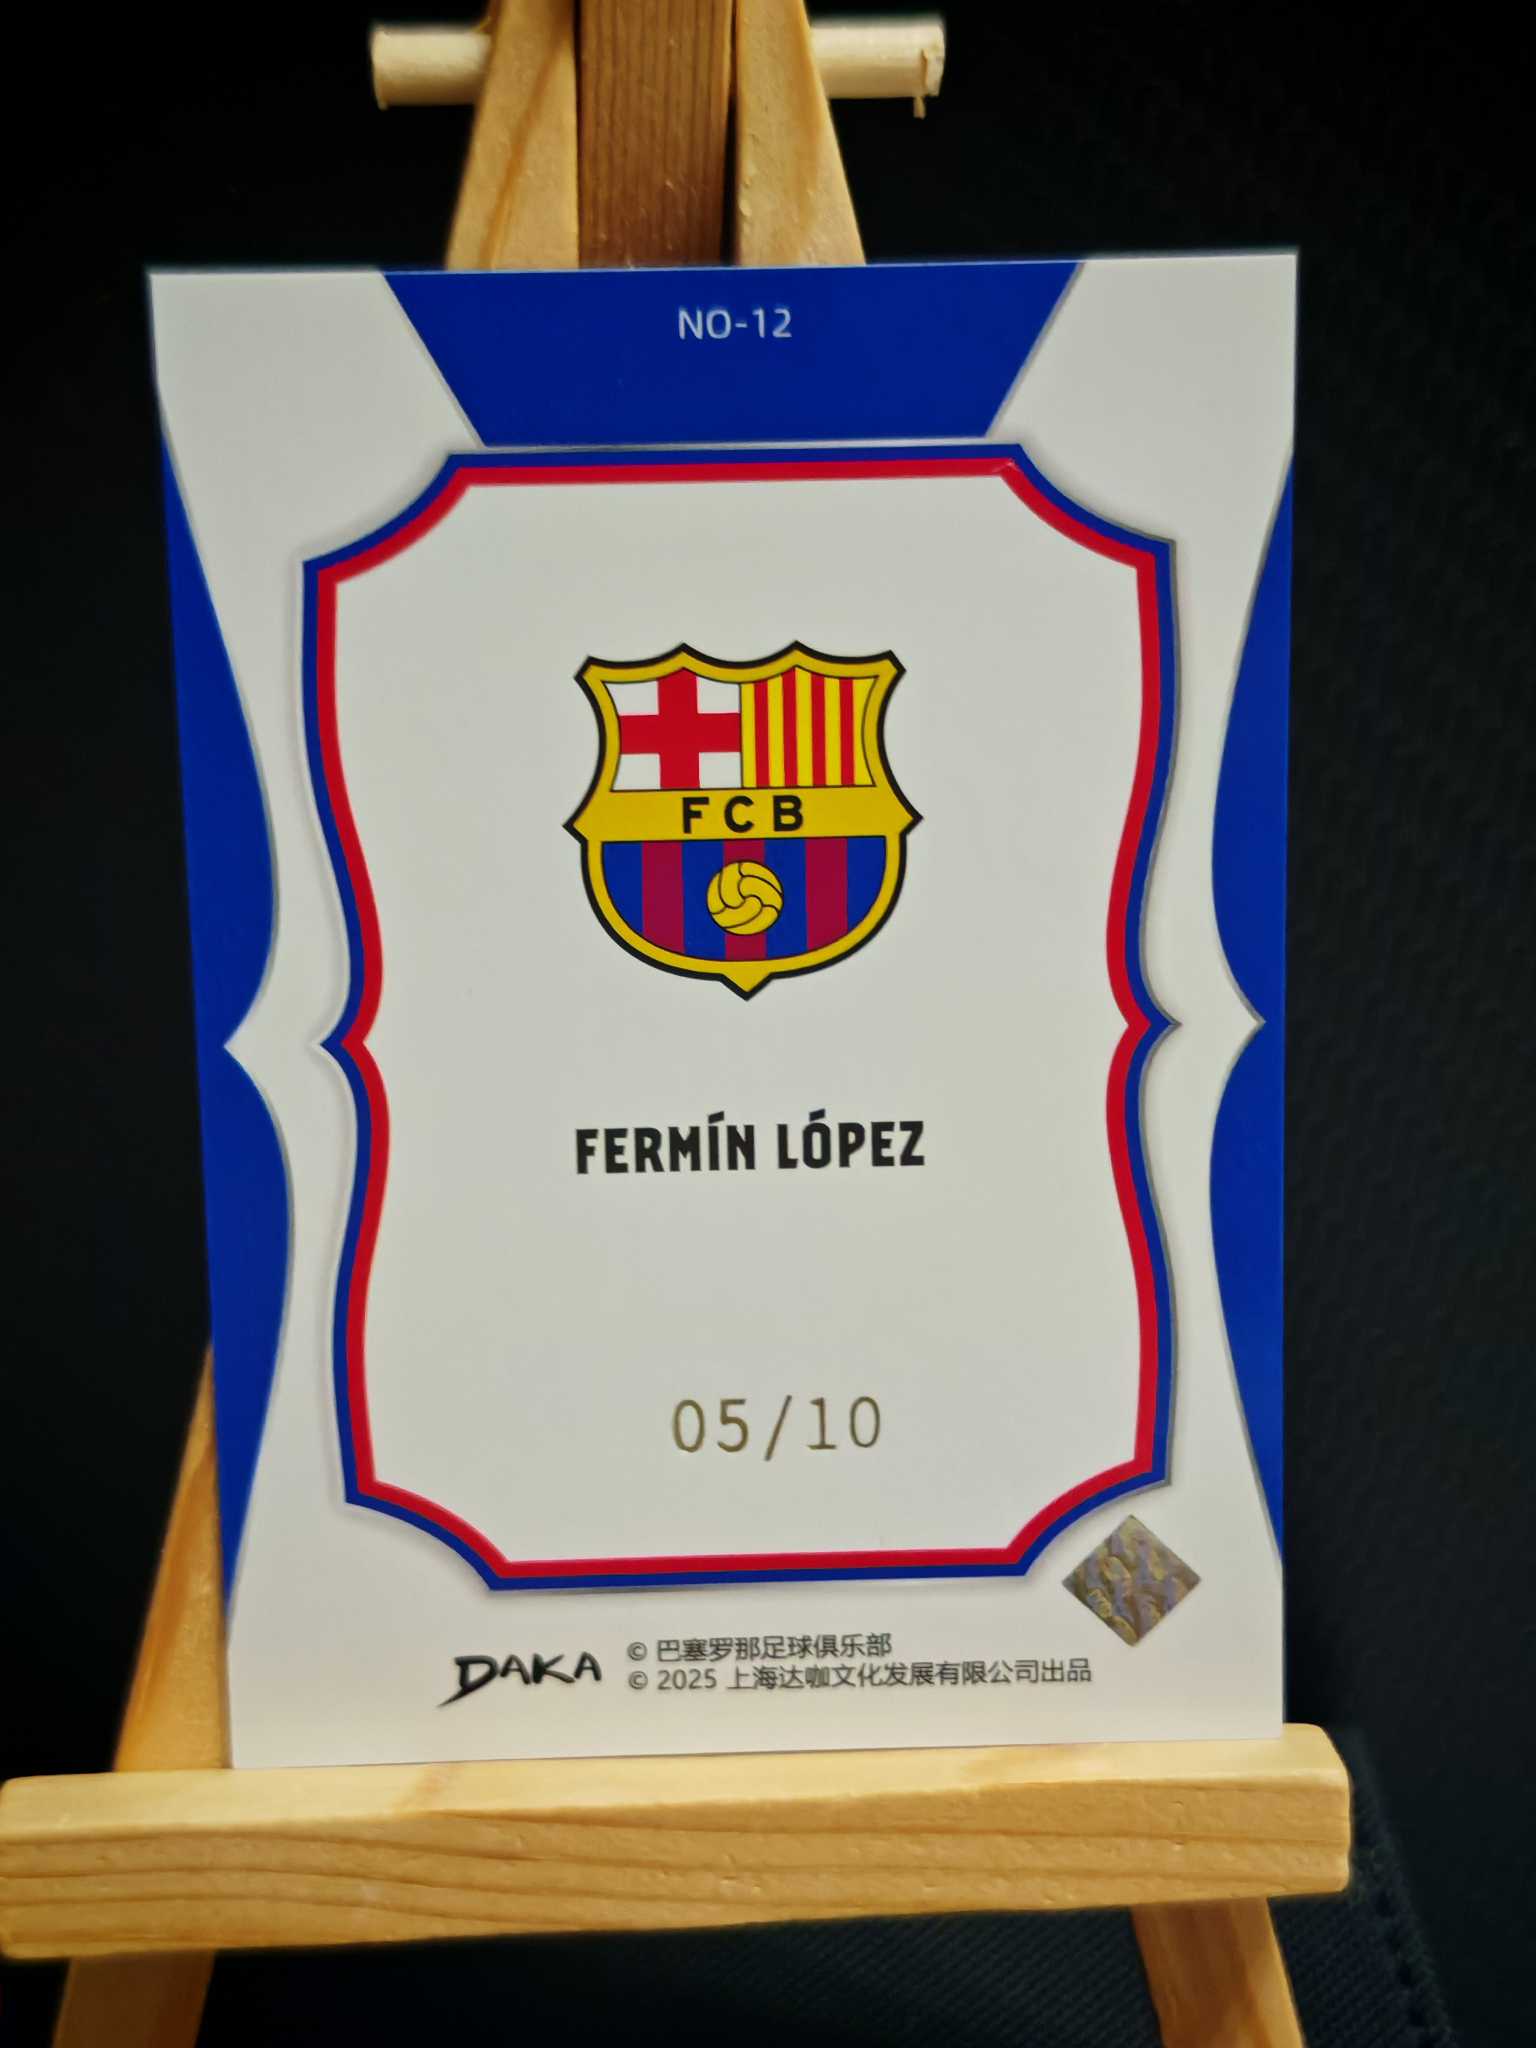 NO-12
FCB
FERMÍN LÓPEZ
05/10
DAKA
© 巴塞罗那足球俱乐部
© 2025 上海达咖文化发展有限公司出品